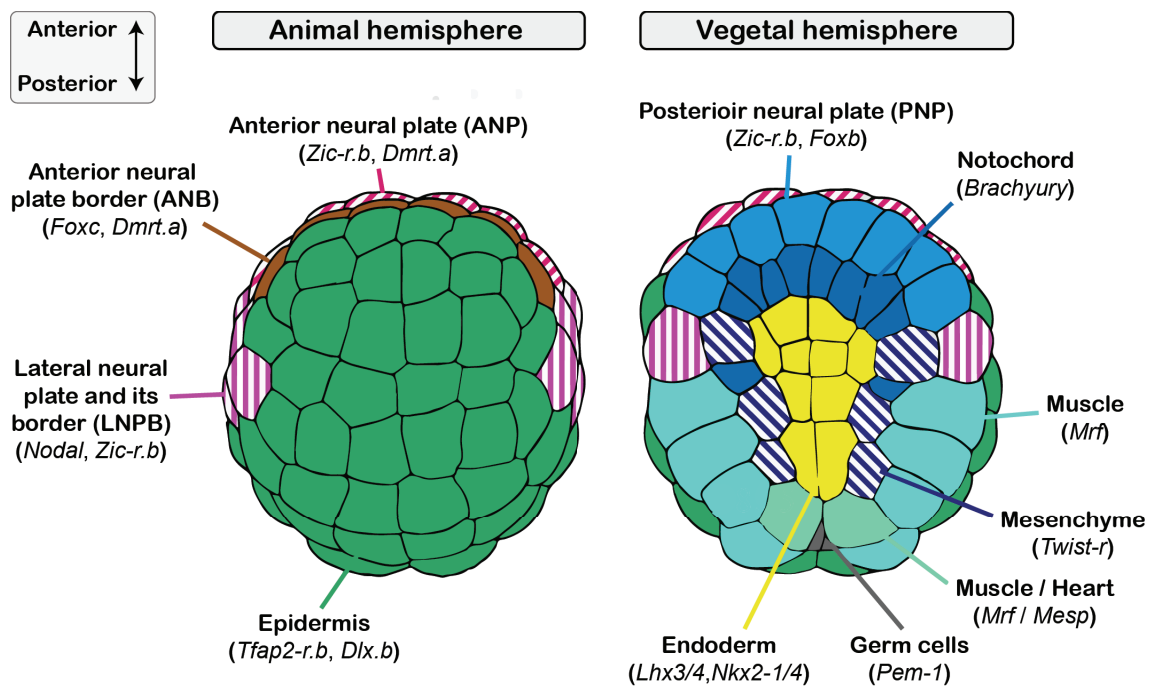 Anterior
Posterior
Animal hemisphere
Vegetal hemisphere
Anterior neural plate (ANP)
(Zic-r.b, Dmrt.a)
Anterior neural
plate border (ANB)
(Foxc, Dmrt.a)
Lateral neural
plate and its
border (LNPB)
(Nodal, Zic-r.b)
Epidermis
(Tfap2-r.b, Dlx.b)
Posterioir neural plate (PNP)
(Zic-r.b, Foxb)
Notochord
(Brachyury)
Muscle
(Mrf)
Mesenchyme
(Twist-r)
Muscle / Heart
(Mrf / Mesp)
Endoderm
(Lhx3/4,Nkx2-1/4)
Germ cells
(Pem-1)